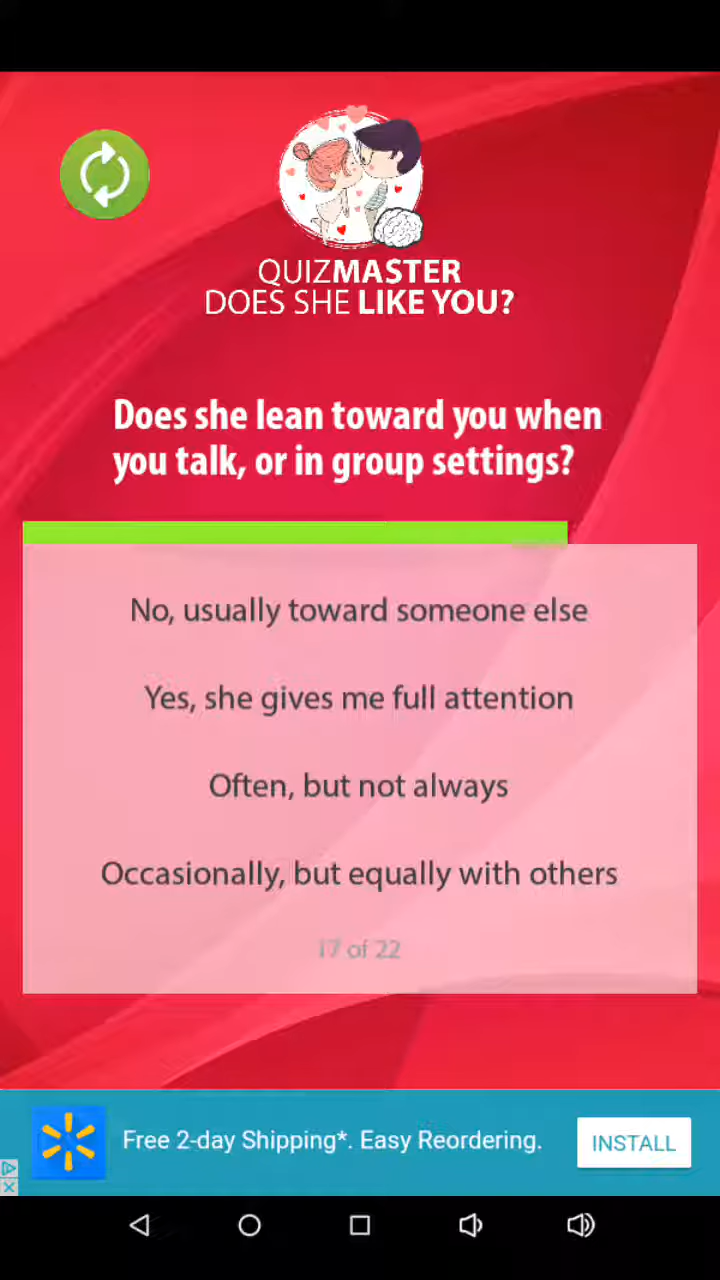 QUIZMASTER
DOES SHE LIKE YOU?
Does she lean toward you when
you talk, or in group settings?
No, usually toward someone else
Yes, she gives me full attention
Often, but not always
Occasionally, but equally with others
17 of 22
Free 2-day Shipping*. Easy Reordering.
INSTALL